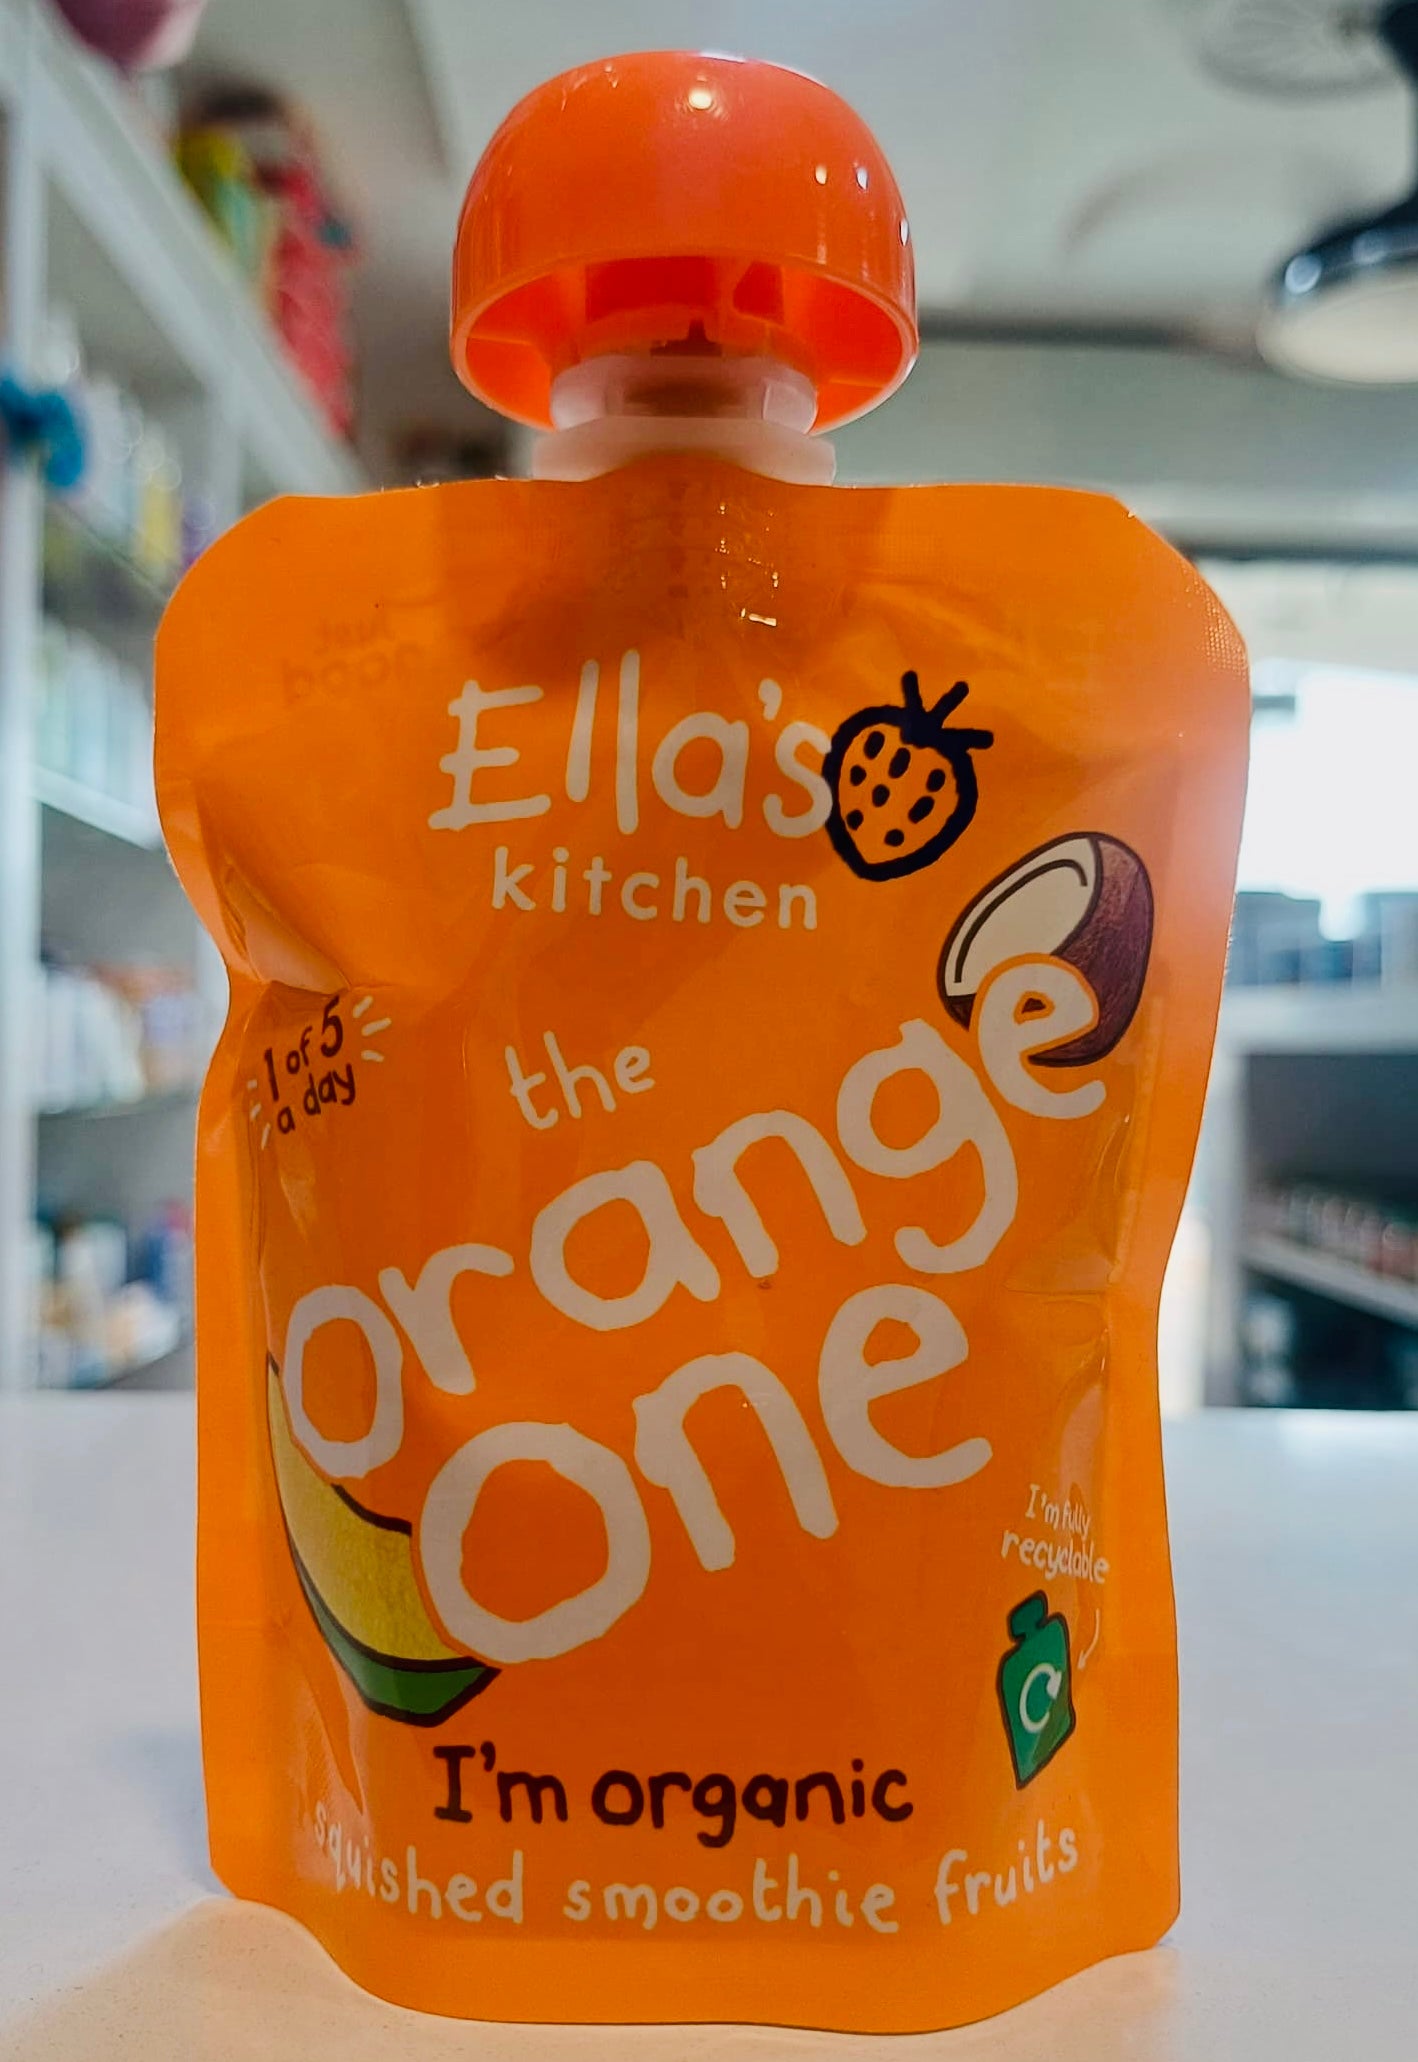 Ella's
kitchen
1 of 5
a day
the
orange
one
I'm fully
recyclable
I'm organic
squished smoothie fruits